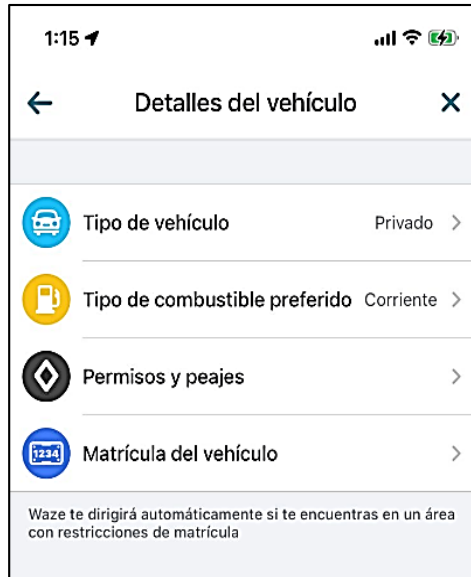 1:15
Detalles del vehículo
Tipo de vehículo Privado
Tipo de combustible preferido Corriente
Permisos y peajes
1234
Matrícula del vehículo
Waze te dirigirá automáticamente si te encuentras en un área
con restricciones de matrícula